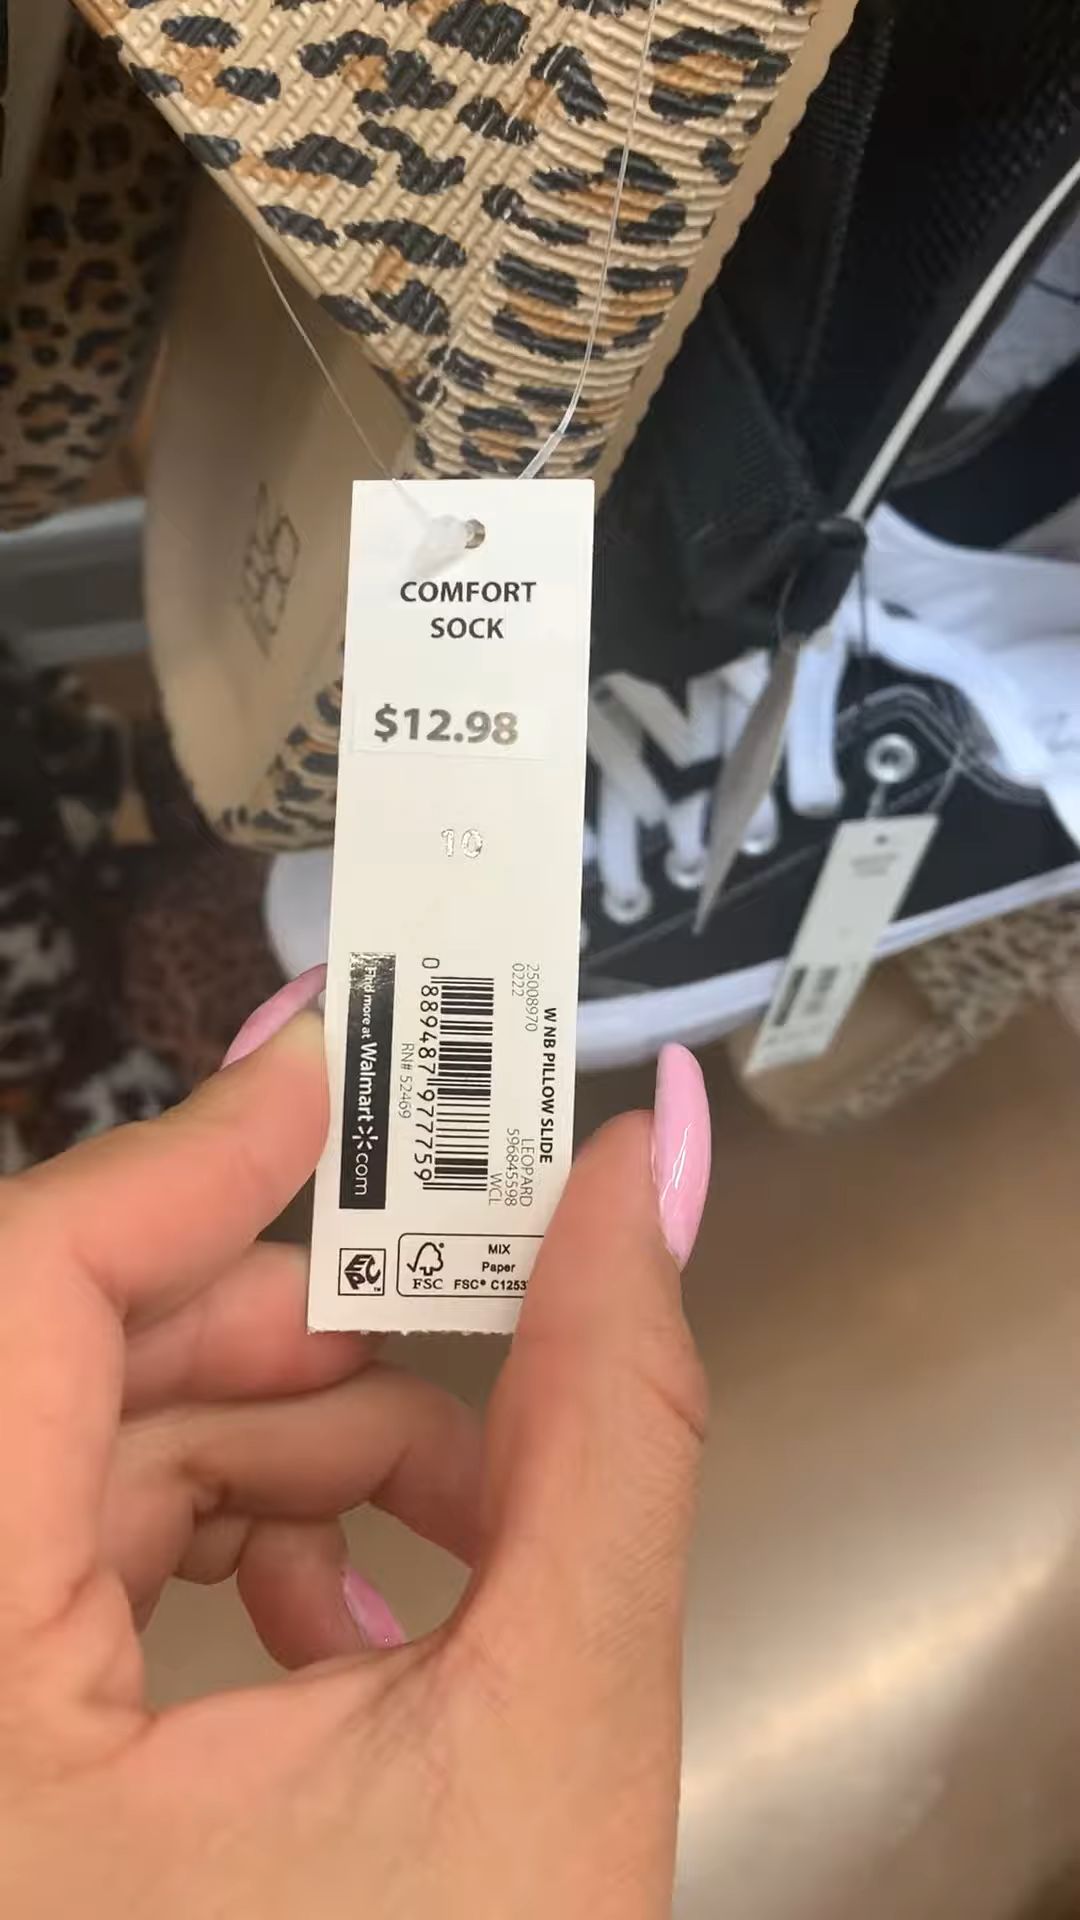 COMFORT
SOCK
$12.98
10
25008970
0222
W NB PILLOW SLIDE
LEOPARD
596845598
WCL
0 889487 977759
RN# 52469
Find more at Walmart com
MIX
Paper
FSC
FSC®